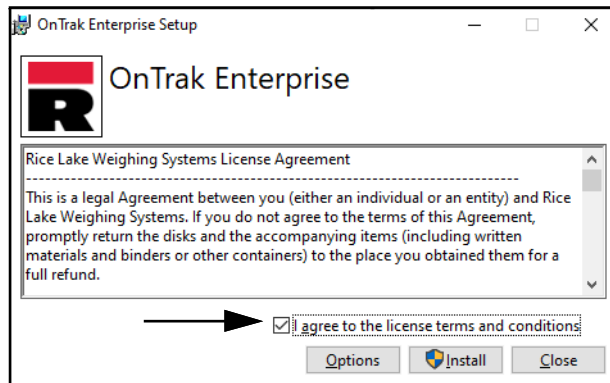 OnTrak Enterprise Setup
OnTrak Enterprise
R
Rice Lake Weighing Systems License Agreement
--------------------------------------------------------------------------------
This is a legal Agreement between you (either an individual or an entity) and Rice
Lake Weighing Systems. If you do not agree to the terms of this Agreement,
promptly return the disks and the accompanying items (including written
materials and binders or other containers) to the place you obtained them for a
full refund.
I agree to the license terms and conditions
Options Install Close